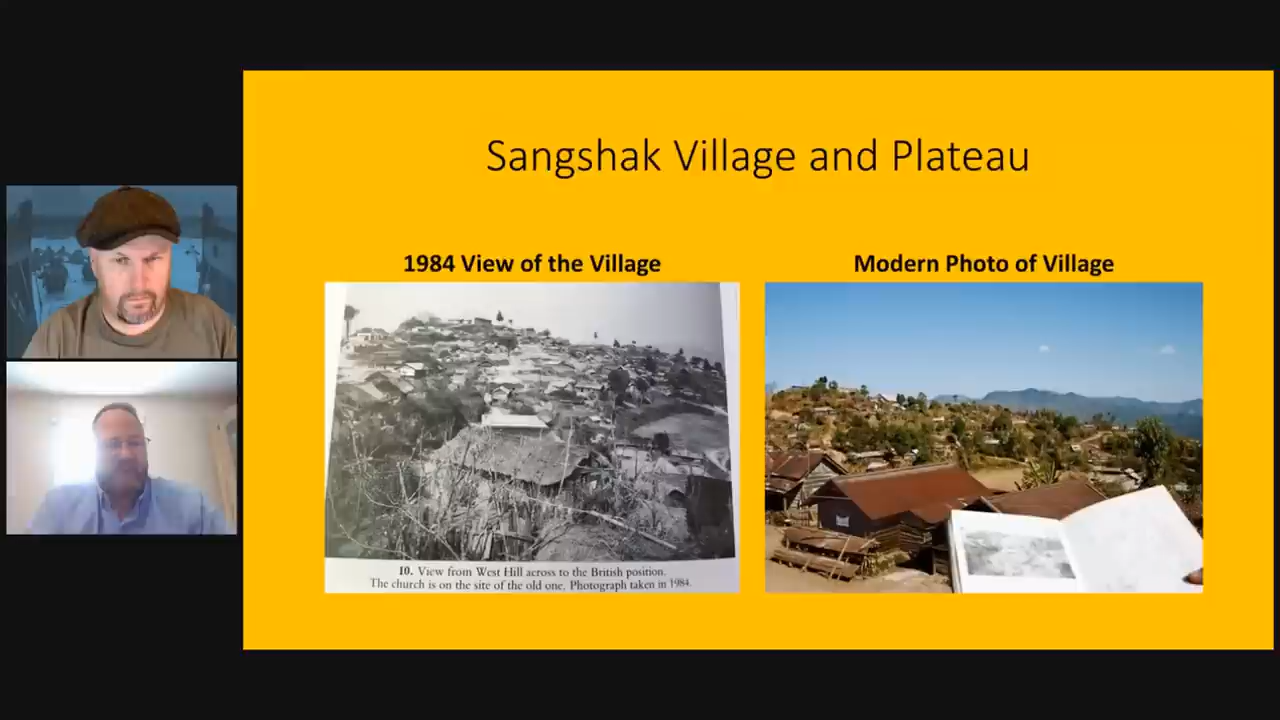 Sangshak Village and Plateau
1984 View of the Village
Modern Photo of Village
10. View from West Hill across to the British position.
The church is on the site of the old one. Photograph taken in 1984.